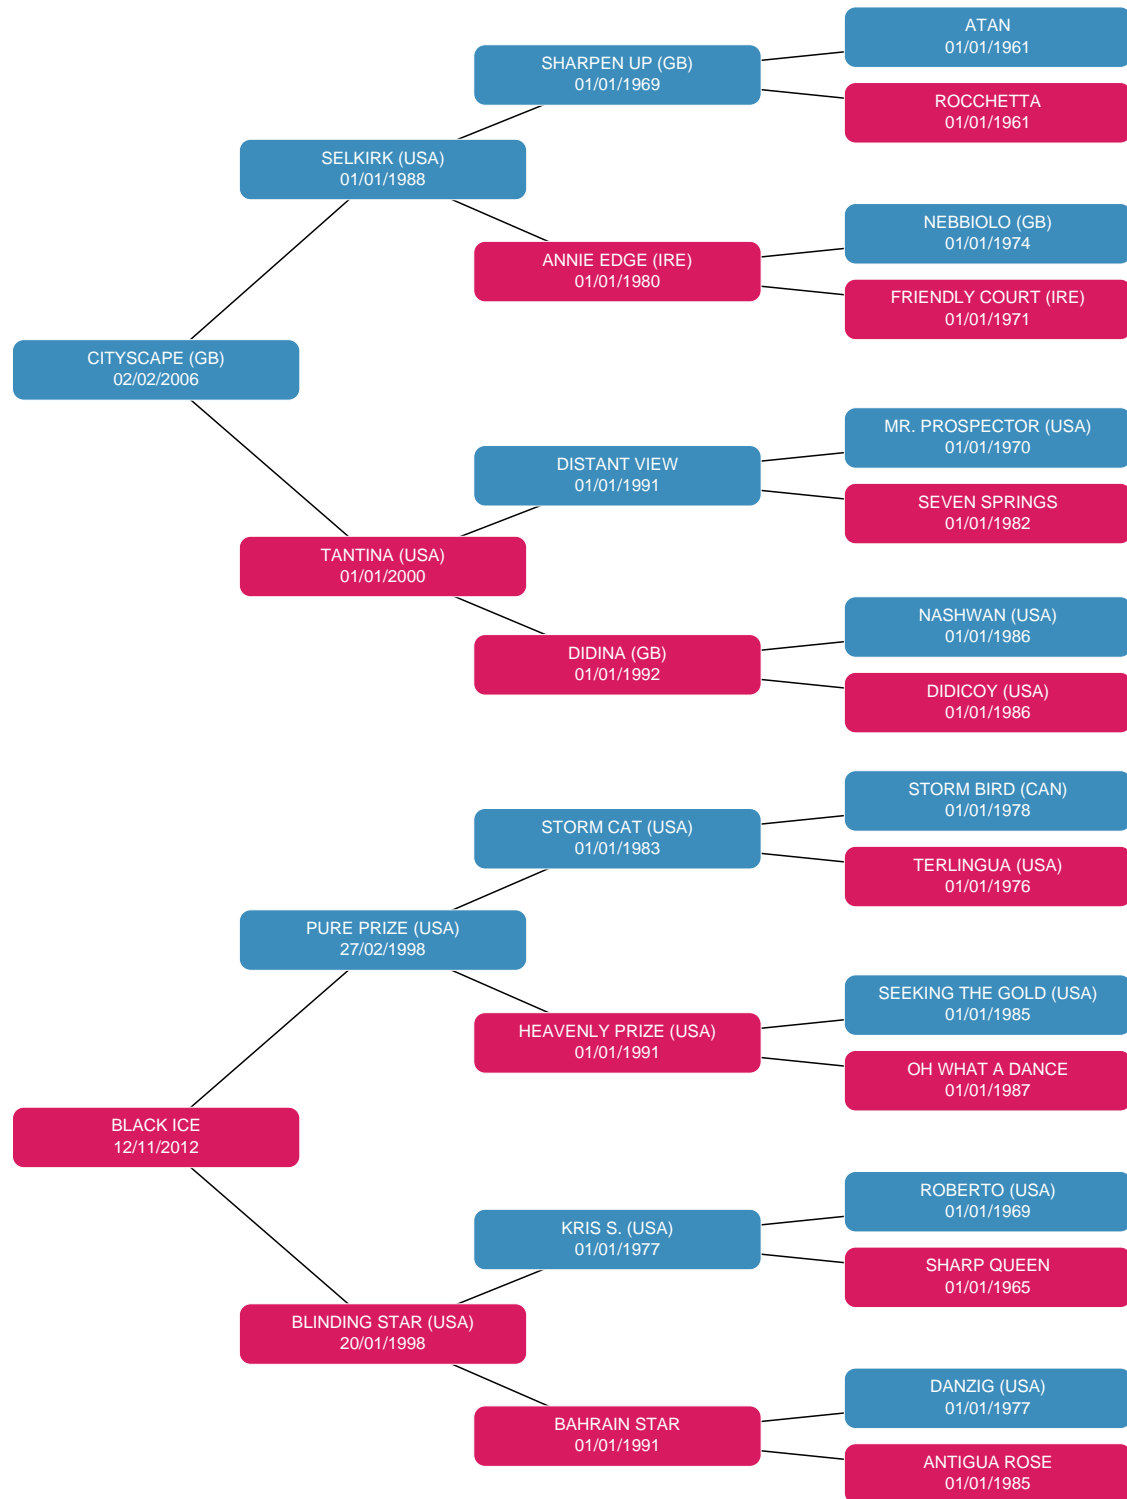 ATAN
01/01/1961
SHARPEN UP (GB)
01/01/1969
ROCCHETTA
01/01/1961
SELKIRK (USA)
01/01/1988
NEBBIOLO (GB)
01/01/1974
ANNIE EDGE (IRE)
01/01/1980
FRIENDLY COURT (IRE)
01/01/1971
CITYSCAPE (GB)
02/02/2006
MR. PROSPECTOR (USA)
01/01/1970
DISTANT VIEW
01/01/1991
SEVEN SPRINGS
01/01/1982
TANTINA (USA)
01/01/2000
NASHWAN (USA)
01/01/1986
DIDINA (GB)
01/01/1992
DIDICOY (USA)
01/01/1986
STORM BIRD (CAN)
01/01/1978
STORM CAT (USA)
01/01/1983
TERLINGUA (USA)
01/01/1976
PURE PRIZE (USA)
27/02/1998
SEEKING THE GOLD (USA)
01/01/1985
HEAVENLY PRIZE (USA)
01/01/1991
OH WHAT A DANCE
01/01/1987
BLACK ICE
12/11/2012
ROBERTO (USA)
01/01/1969
KRIS S. (USA)
01/01/1977
SHARP QUEEN
01/01/1965
BLINDING STAR (USA)
20/01/1998
DANZIG (USA)
01/01/1977
BAHRAIN STAR
01/01/1991
ANTIGUA ROSE
01/01/1985